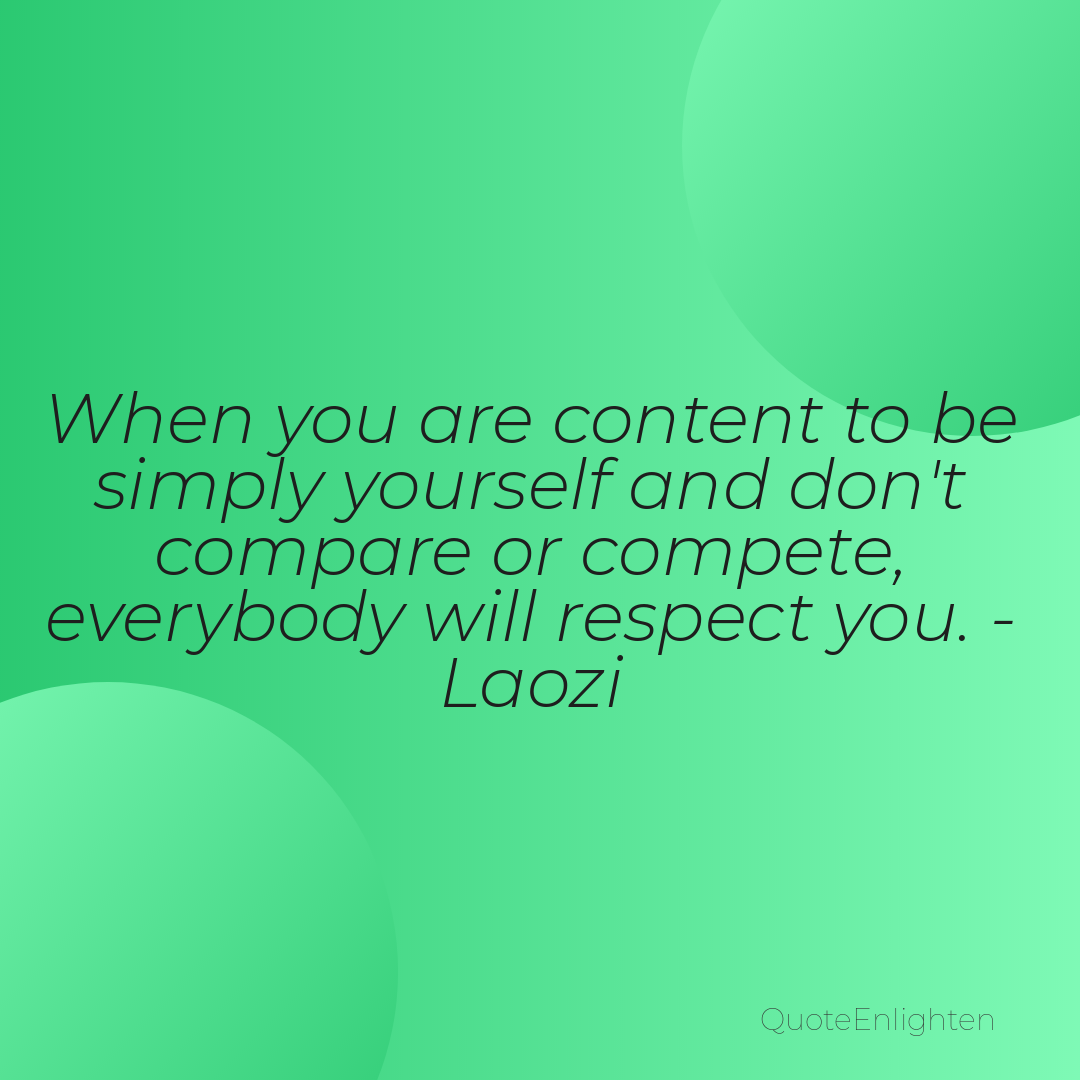 When you are content to be
simply yourself and don't
compare or compete,
everybody will respect you. -
Laozi
QuoteEnlighten